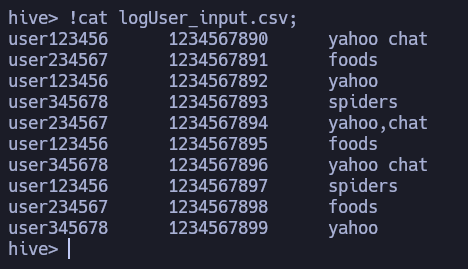 hive> !cat logUser_input.csv;
user123456 1234567890 yahoo chat
user234567 1234567891 foods
user123456 1234567892 yahoo
user345678 1234567893 spiders
user234567 1234567894 yahoo,chat
user123456 1234567895 foods
user345678 1234567896 yahoo chat
user123456 1234567897 spiders
user234567 1234567898 foods
user345678 1234567899 yahoo
hive>